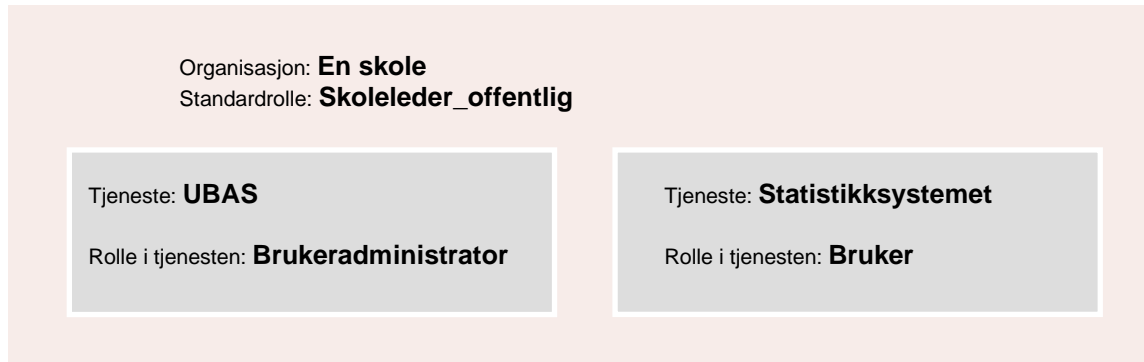 Organisasjon: En skole
Standardrolle: Skoleleder_offentlig
Tjeneste: UBAS
Rolle i tjenesten: Brukeradministrator
Tjeneste: Statistikksystemet
Rolle i tjenesten: Bruker